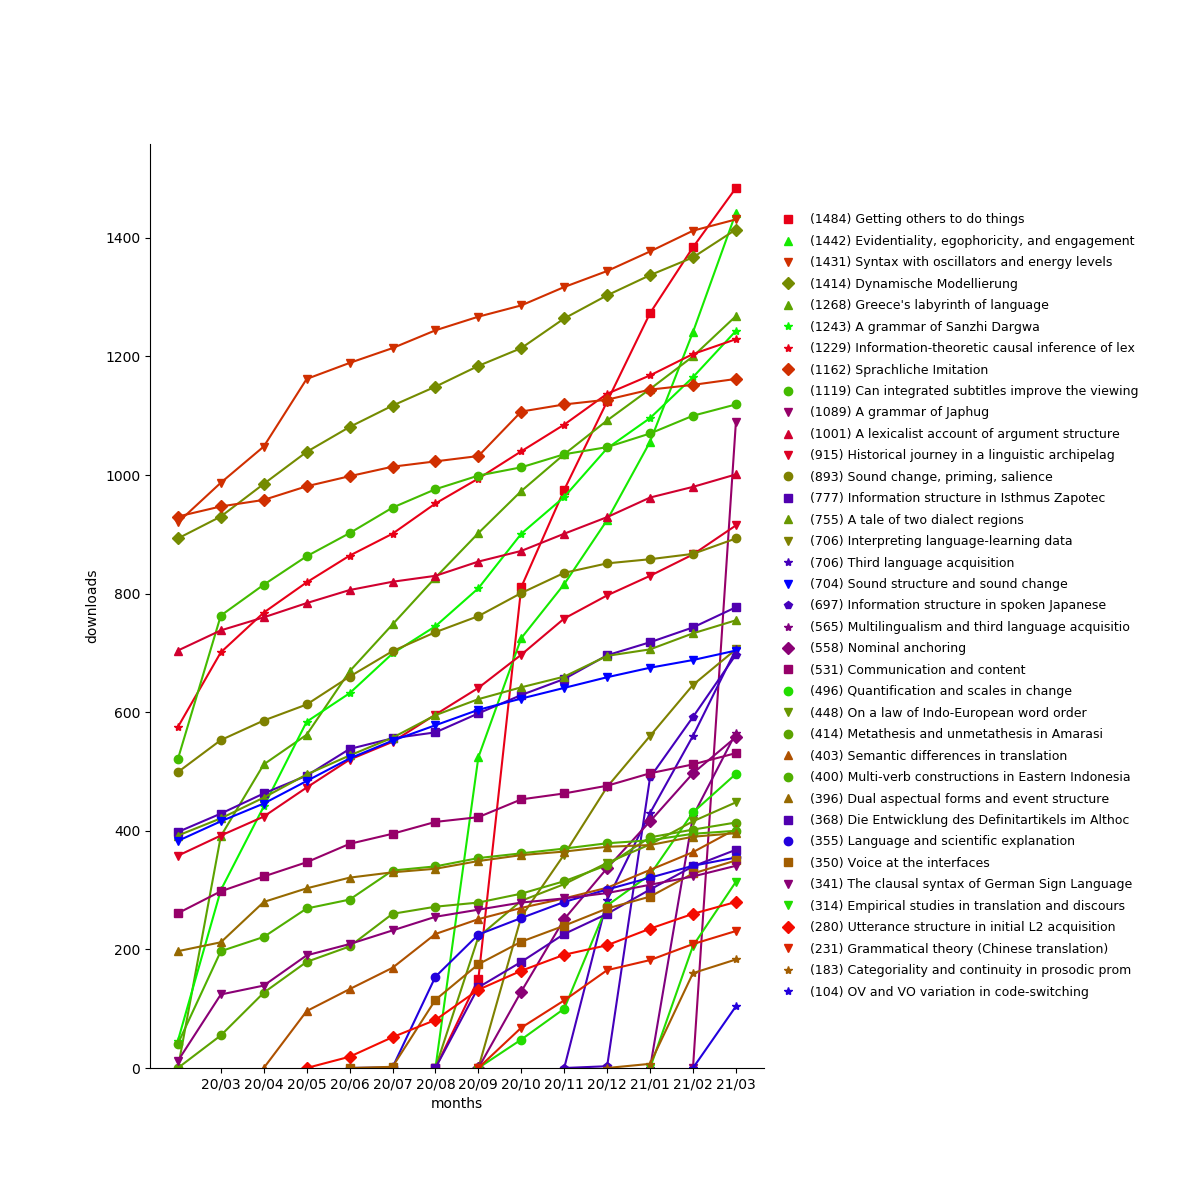 1400
1200
1000
800
600
400
200
0
downloads
20/03 20/04 20/05 20/06 20/07 20/08 20/09 20/10 20/11 20/12 21/01 21/02 21/03
months
(1484) Getting others to do things
(1442) Evidentiality, egophoricity, and engagement
(1431) Syntax with oscillators and energy levels
(1414) Dynamische Modellierung
(1268) Greece's labyrinth of language
(1243) A grammar of Sanzhi Dargwa
(1229) Information-theoretic causal inference of lex
(1162) Sprachliche Imitation
(1119) Can integrated subtitles improve the viewing
(1089) A grammar of Japhug
(1001) A lexicalist account of argument structure
(915) Historical journey in a linguistic archipelag
(893) Sound change, priming, salience
(777) Information structure in Isthmus Zapotec
(755) A tale of two dialect regions
(706) Interpreting language-learning data
(706) Third language acquisition
(704) Sound structure and sound change
(697) Information structure in spoken Japanese
(565) Multilingualism and third language acquisitio
(558) Nominal anchoring
(531) Communication and content
(496) Quantification and scales in change
(448) On a law of Indo-European word order
(414) Metathesis and unmetathesis in Amarasi
(403) Semantic differences in translation
(400) Multi-verb constructions in Eastern Indonesia
(396) Dual aspectual forms and event structure
(368) Die Entwicklung des Definitartikels im Althoc
(355) Language and scientific explanation
(350) Voice at the interfaces
(341) The clausal syntax of German Sign Language
(314) Empirical studies in translation and discours
(280) Utterance structure in initial L2 acquisition
(231) Grammatical theory (Chinese translation)
(183) Categoriality and continuity in prosodic prom
(104) OV and VO variation in code-switching